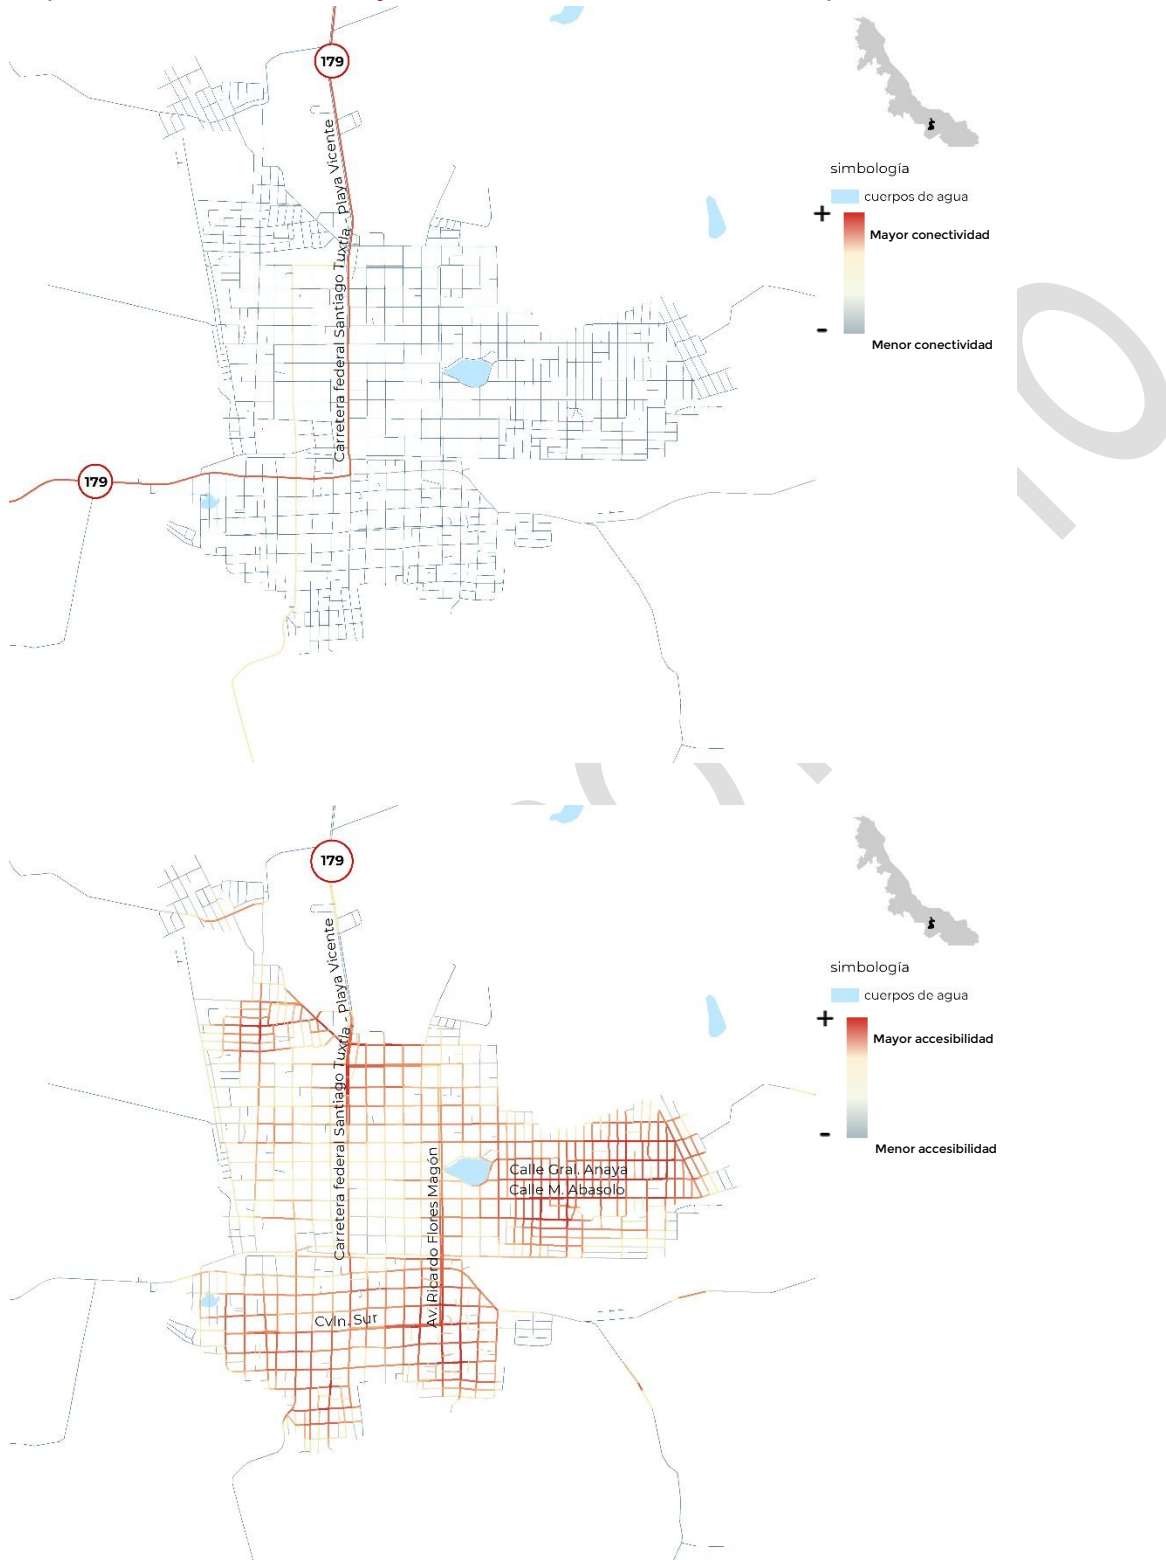 179
Carretera federal Santiago Tuxtla - Playa Vicente
179
simbología
cuerpos de agua
+
Mayor conectividad
-
Menor conectividad
179
Carretera federal Santiago Tuxtla - Playa Vicente
Av. Ricardo Flores Magón
Calle Gral. Anaya
Calle M. Abasolo
Cvln. Sur
simbología
cuerpos de agua
+
Mayor accesibilidad
-
Menor accesibilidad